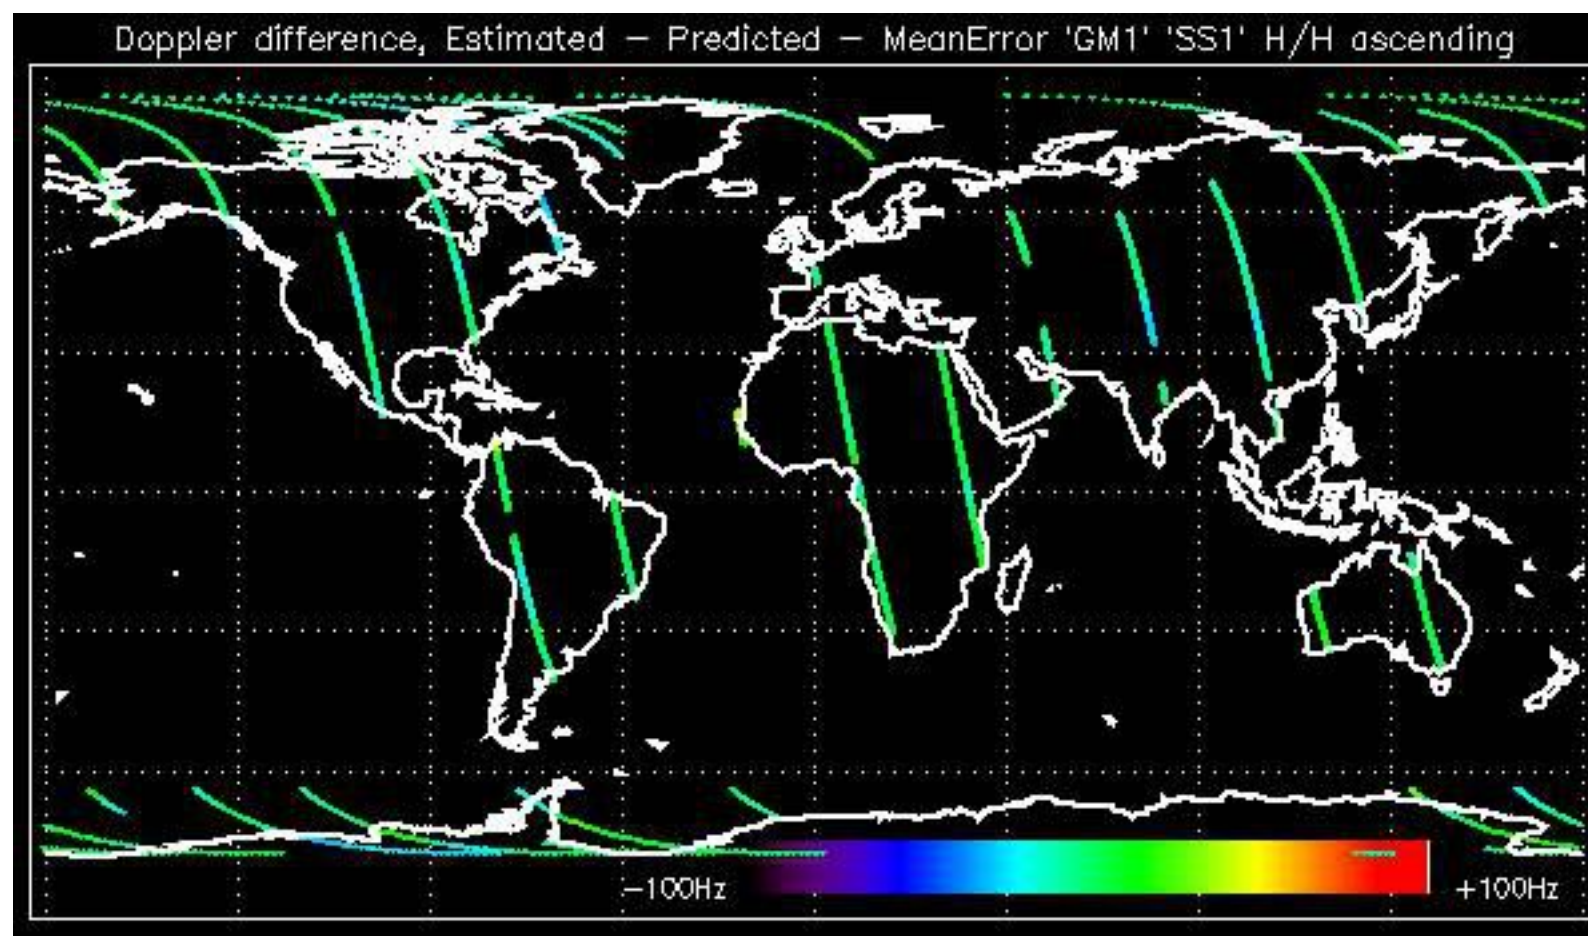 Doppler difference, Estimated – Predicted – MeanError 'GM1' 'SS1' H/H ascending
–100Hz +100Hz